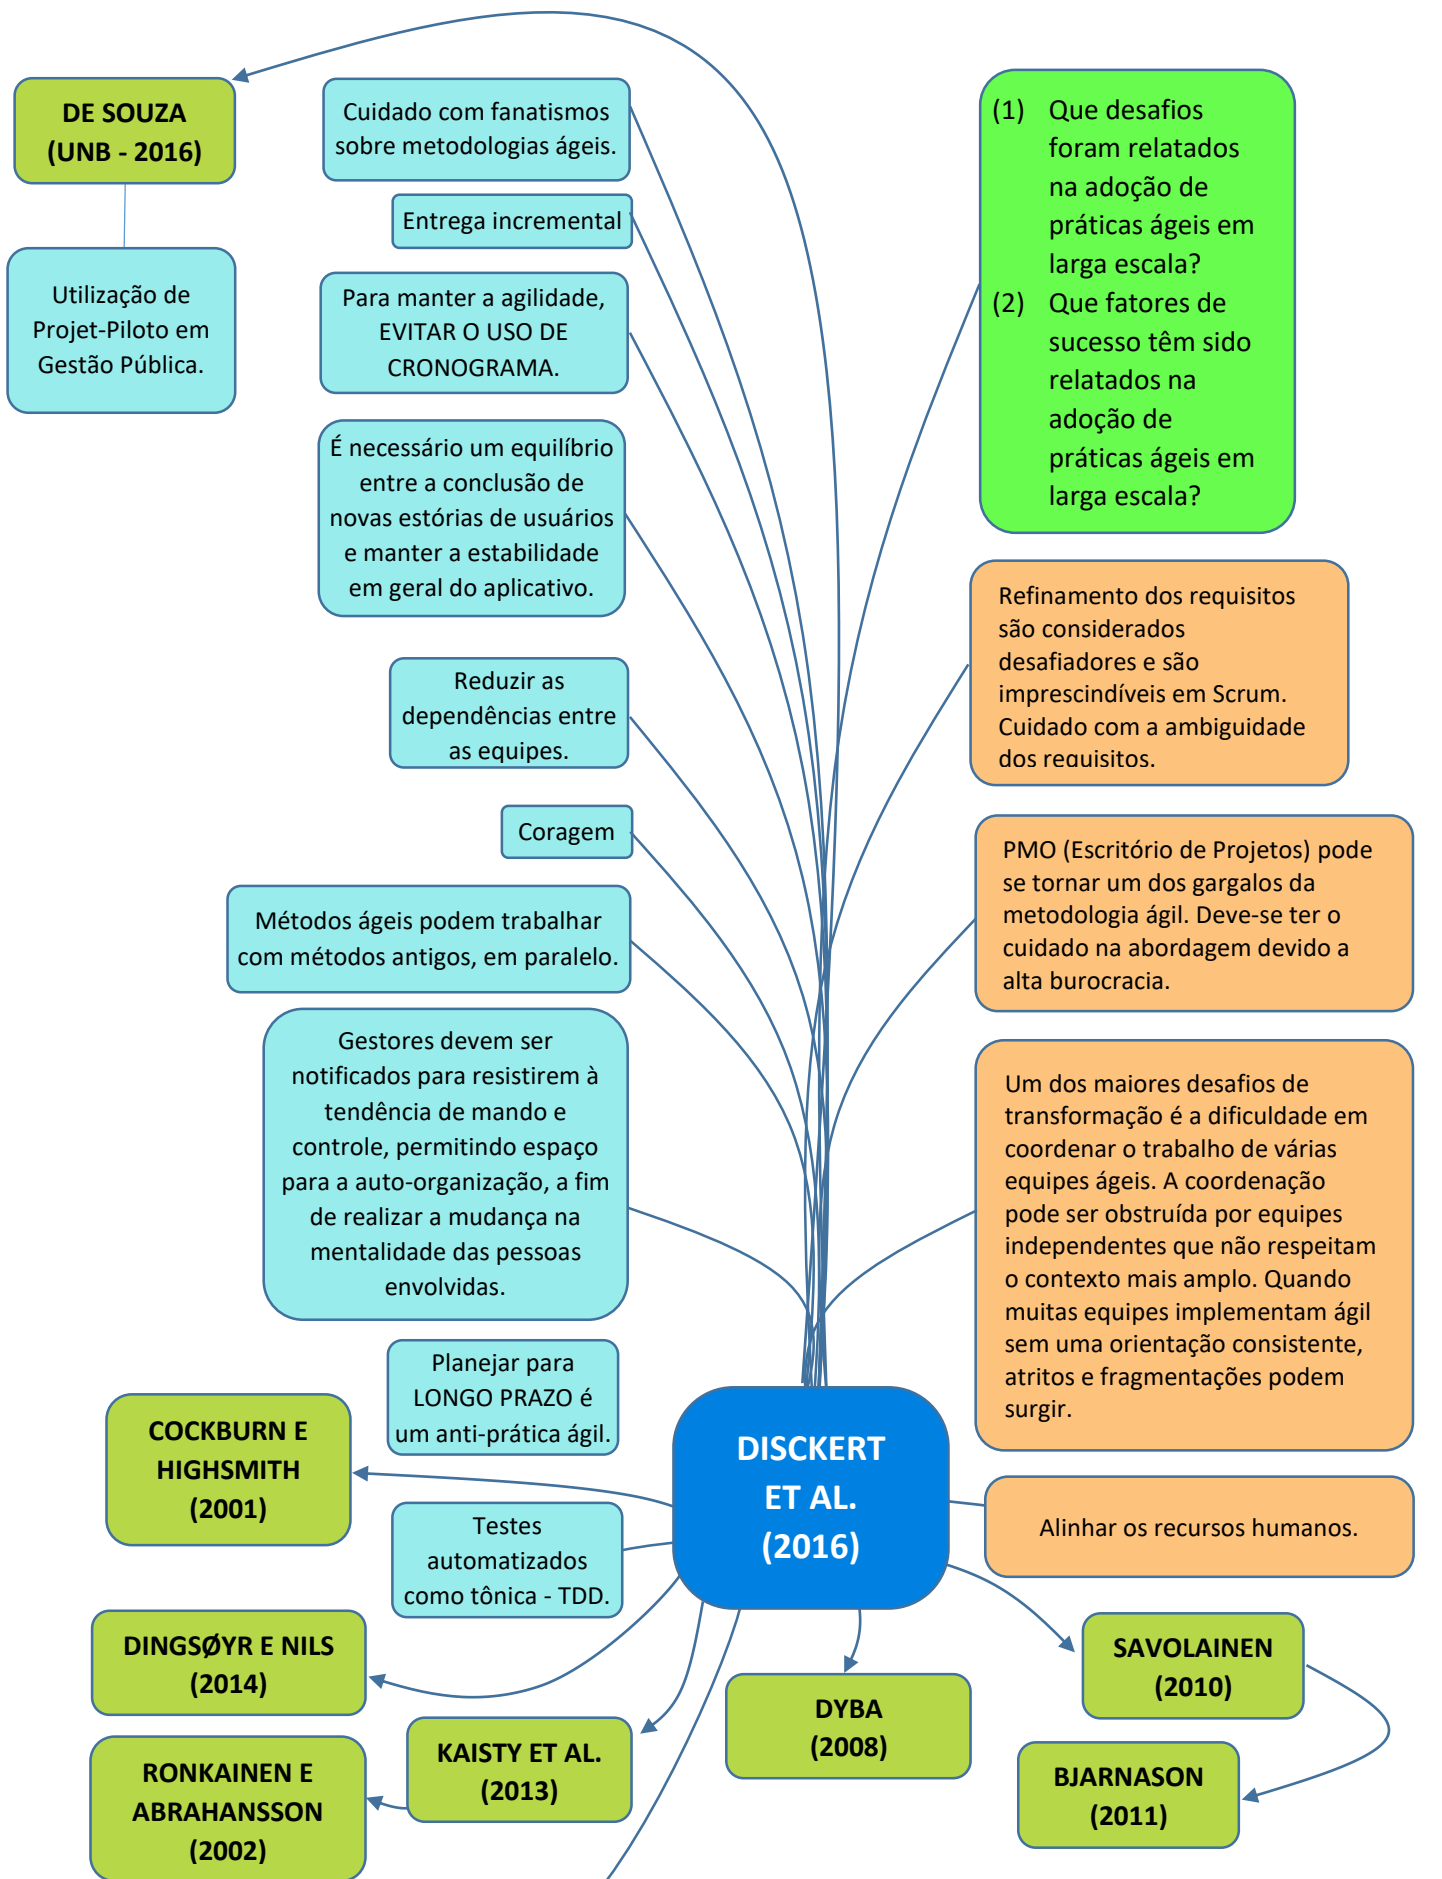 DE SOUZA
(UNB - 2016)
Utilização de
Projet-Piloto em
Gestão Pública.
Cuidado com fanatismos
sobre metodologias ágeis.
Entrega incremental
Para manter a agilidade,
EVITAR O USO DE
CRONOGRAMA.
É necessário um equilíbrio
entre a conclusão de
novas estórias de usuários
e manter a estabilidade
em geral do aplicativo.
Reduzir as
dependências entre
as equipes.
Coragem
Métodos ágeis podem trabalhar
com métodos antigos, em paralelo.
Gestores devem ser
notificados para resistirem à
tendência de mando e
controle, permitindo espaço
para a auto-organização, a fim
de realizar a mudança na
mentalidade das pessoas
envolvidas.
Planejar para
LONGO PRAZO é
um anti-prática ágil.
(1) Que desafios
foram relatados
na adoção de
práticas ágeis em
larga escala?
(2) Que fatores de
sucesso têm sido
relatados na
adoção de
práticas ágeis em
larga escala?
Refinamento dos requisitos
são considerados
desafiadores e são
imprescindíveis em Scrum.
Cuidado com a ambiguidade
dos requisitos.
PMO (Escritório de Projetos) pode
se tornar um dos gargalos da
metodologia ágil. Deve-se ter o
cuidado na abordagem devido a
alta burocracia.
Um dos maiores desafios de
transformação é a dificuldade em
coordenar o trabalho de várias
equipes ágeis. A coordenação
pode ser obstruída por equipes
independentes que não respeitam
o contexto mais amplo. Quando
muitas equipes implementam ágil
sem uma orientação consistente,
atritos e fragmentações podem
surgir.
COCKBURN E
HIGHSMITH
(2001)
DISCKERT
ET AL.
(2016)
Alinhar os recursos humanos.
Testes
automatizados
como tônica - TDD.
DINGSØYR E NILS
(2014)
KAISTY ET AL.
(2013)
RONKAINEN E
ABRAHANSSON
(2002)
DYBA
(2008)
SAVOLAINEN
(2010)
BJARNASON
(2011)